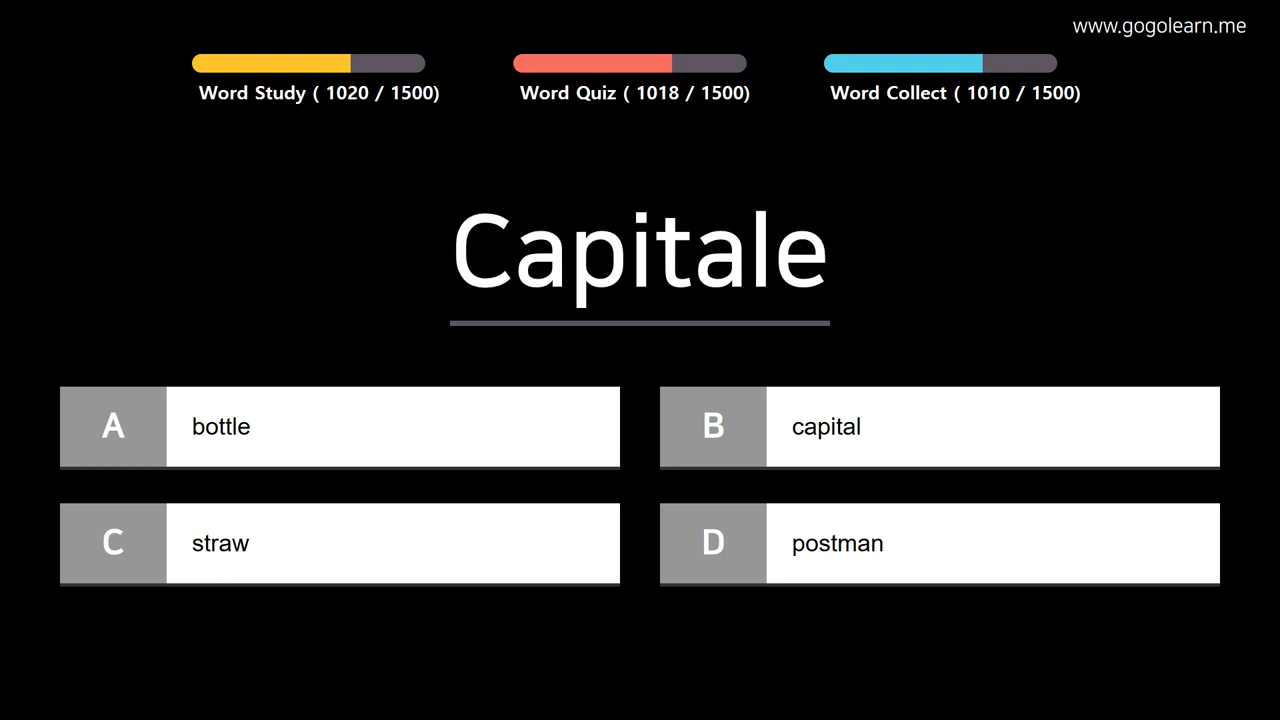 www.gogolearn.me
Word Study ( 1020 / 1500)
Word Quiz ( 1018 / 1500)
Word Collect ( 1010 / 1500)
Capitale
A bottle
B capital
C straw
D postman